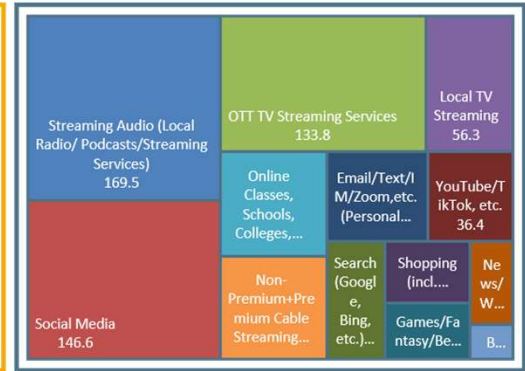 Streaming Audio (Local
Radio/ Podcasts/Streaming
Services)
169.5
Social Media
146.6
OTT TV Streaming Services
133.8
Local TV
Streaming
56.3
Online
Classes,
Schools,
Colleges,...
Non-
Premium+Pre
mium Cable
Streaming...
Email/Text/I
M/Zoom,etc.
(Personal...
YouTube/T
ikTok, etc.
36.4
Search
(Googl
e,
Bing,
etc.)...
Shopping
(incl....
Games/Fa
ntasy/Be...
Ne
ws/
W...
B...